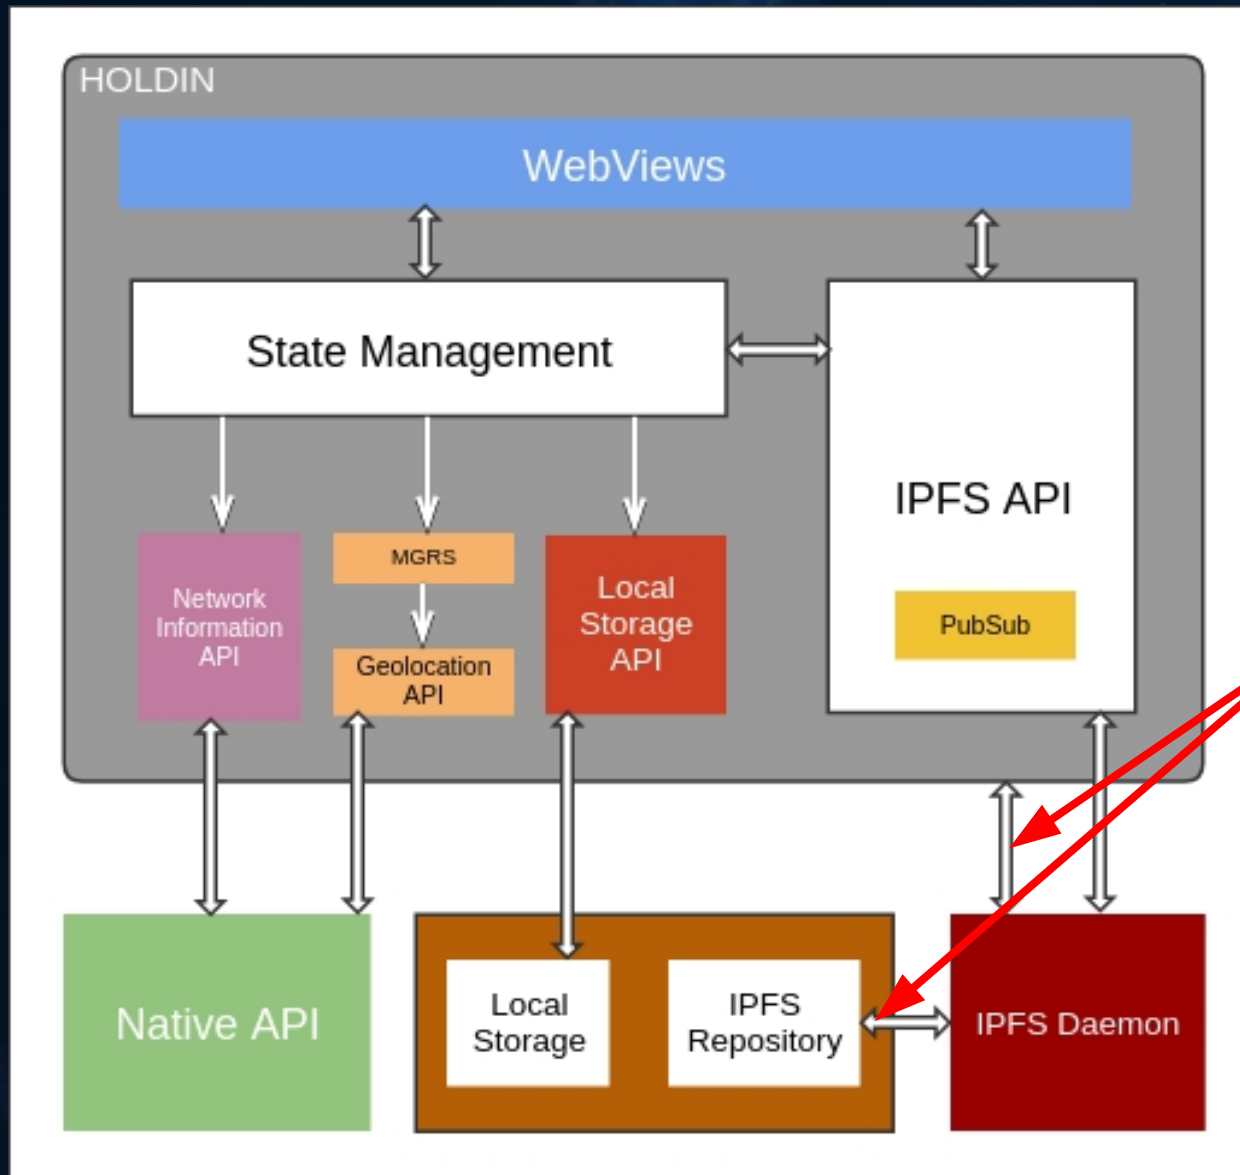 HOLDIN
WebViews
State Management
IPFS API
PubSub
Network
Information
API
MGRS
Geolocation
API
Local
Storage
API
Native API
Local
Storage
IPFS
Repository
IPFS Daemon